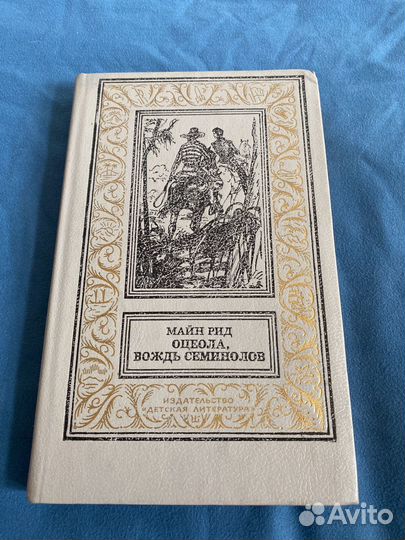 МАЙН РИД
ОЦЕОЛА,
ВОЖДЬ СЕМИНОЛОВ
ИЗДАТЕЛЬСТВО
«ДЕТСКАЯ ЛИТЕРАТУРА»
Avito